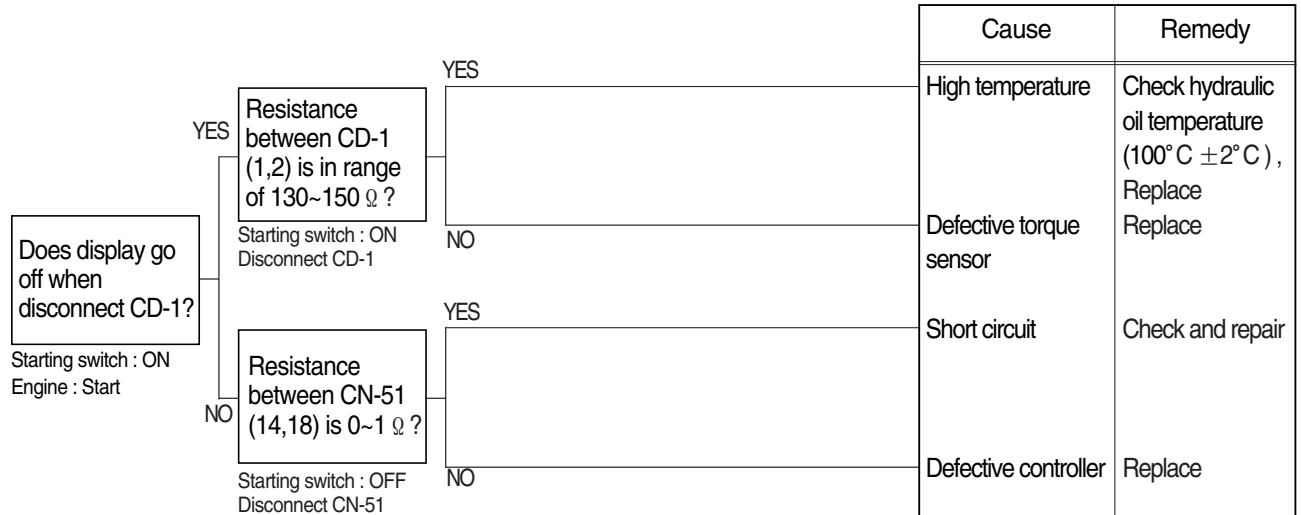 Does display go
off when
disconnect CD-1?
Starting switch : ON
Engine : Start
YES
Resistance
between CD-1
(1,2) is in range
of 130~150 Ω ?
Starting switch : ON
Disconnect CD-1
NO
Resistance
between CN-51
(14,18) is 0~1 Ω ?
Starting switch : OFF
Disconnect CN-51
YES
NO
YES
NO
Cause
Remedy
High temperature
Check hydraulic
oil temperature
(100°C ±2°C) ,
Replace
Defective torque
sensor
Replace
Short circuit
Check and repair
Defective controller
Replace